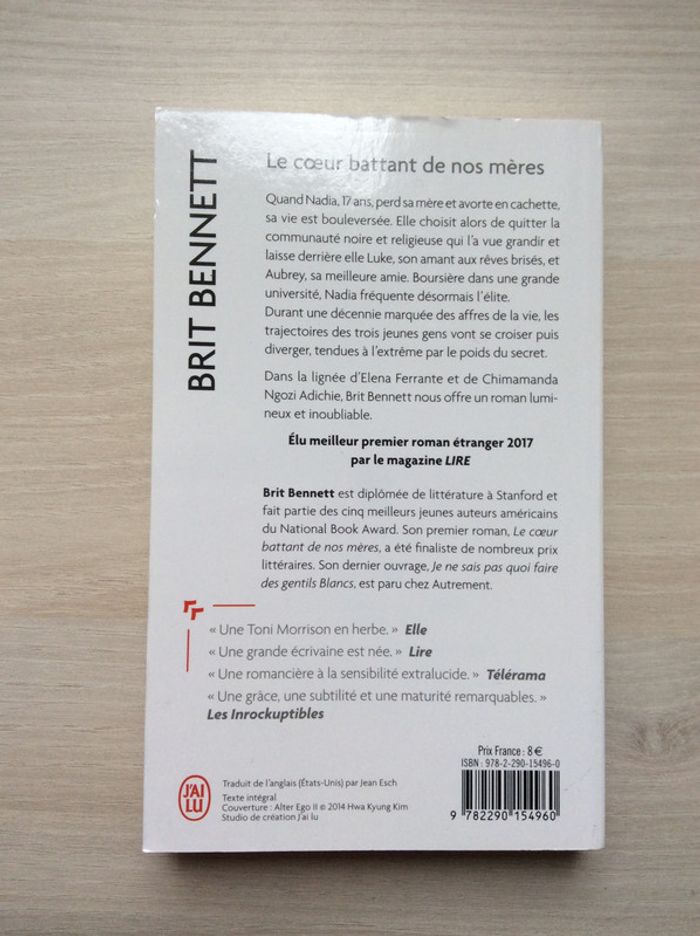 BRIT BENNETT
Le cœur battant de nos mères
Quand Nadia, 17 ans, perd sa mère et avorte en cachette,
sa vie est bouleversée. Elle choisit alors de quitter la
communauté noire et religieuse qui l'a vue grandir et
laisse derrière elle Luke, son amant aux rêves brisés, et
Aubrey, sa meilleure amie. Boursière dans une grande
université, Nadia fréquente désormais l'élite.
Durant une décennie marquée des affres de la vie, les
trajectoires des trois jeunes gens vont se croiser puis
diverger, tendues à l'extrême par le poids du secret.
Dans la lignée d'Elena Ferrante et de Chimamanda
Ngozi Adichie, Brit Bennett nous offre un roman lumi-
neux et inoubliable.
Élu meilleur premier roman étranger 2017
par le magazine LIRE
Brit Bennett est diplômée de littérature à Stanford et
fait partie des cinq meilleurs jeunes auteurs américains
du National Book Award. Son premier roman, Le cœur
battant de nos mères, a été finaliste de nombreux prix
littéraires. Son dernier ouvrage, Je ne sais pas quoi faire
des gentils Blancs, est paru chez Autrement.
« Une Toni Morrison en herbe. » Elle
« Une grande écrivaine est née. » Lire
« Une romancière à la sensibilité extralucide. » Télérama
« Une grâce, une subtilité et une maturité remarquables. »
Les Inrockuptibles
Prix France : 8 €
ISBN : 978-2-290-15496-0
9 782290 154960
J'AI
LU
Traduit de l'anglais (États-Unis) par Jean Esch
Texte intégral
Couverture : Alter Ego II © 2014 Hwa Kyung Kim
Studio de création J'ai lu